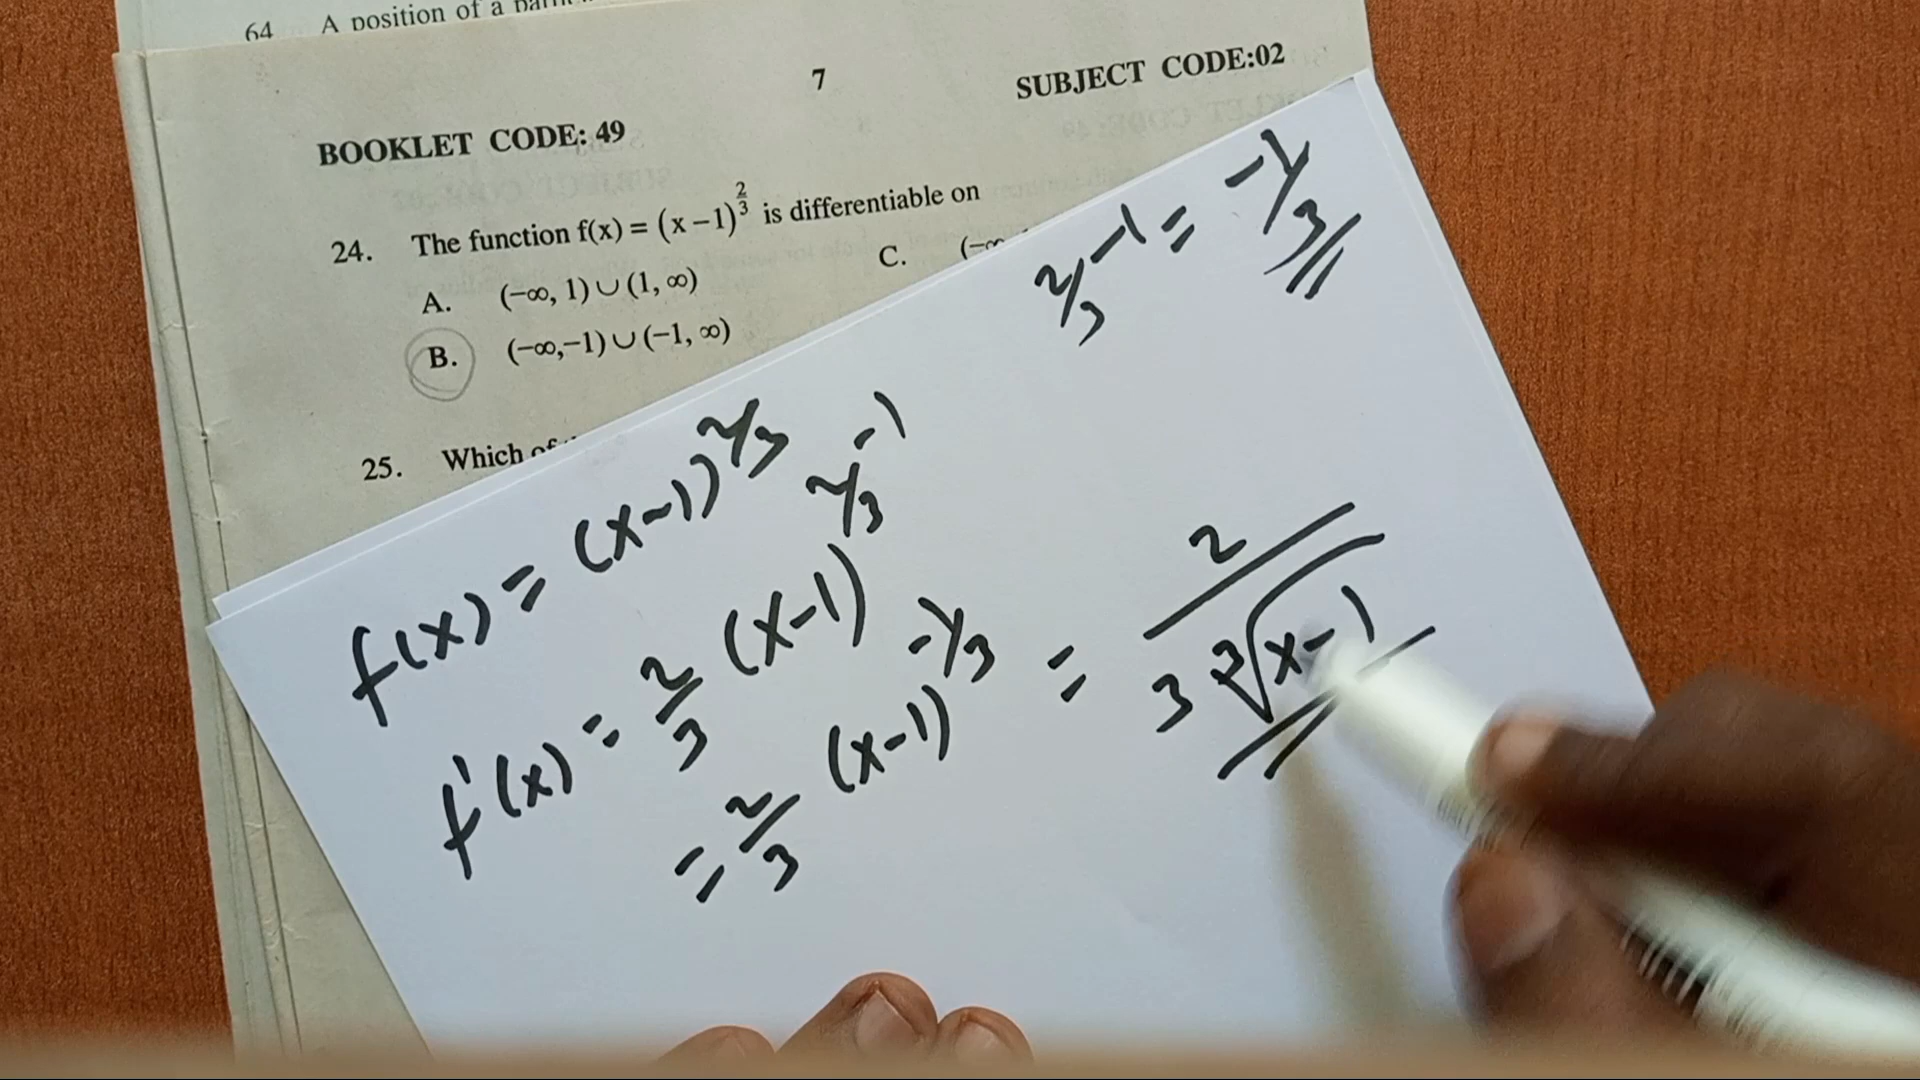 64 A position of a
7
SUBJECT CODE:02
BOOKLET CODE: 49
24. The function f(x) = (x−1)^(2/3) is differentiable on
A. (−∞, 1)∪(1, ∞)
C. (−∞
B. (−∞,−1)∪(−1, ∞)
25. Which of
2/3 −1 = −1/3
f(x) = (x−1)^2/3
f'(x) = 2/3 (x−1)^2/3−1
= 2/3 (x−1)^−1/3 = 2/(3 ∛(x−1))